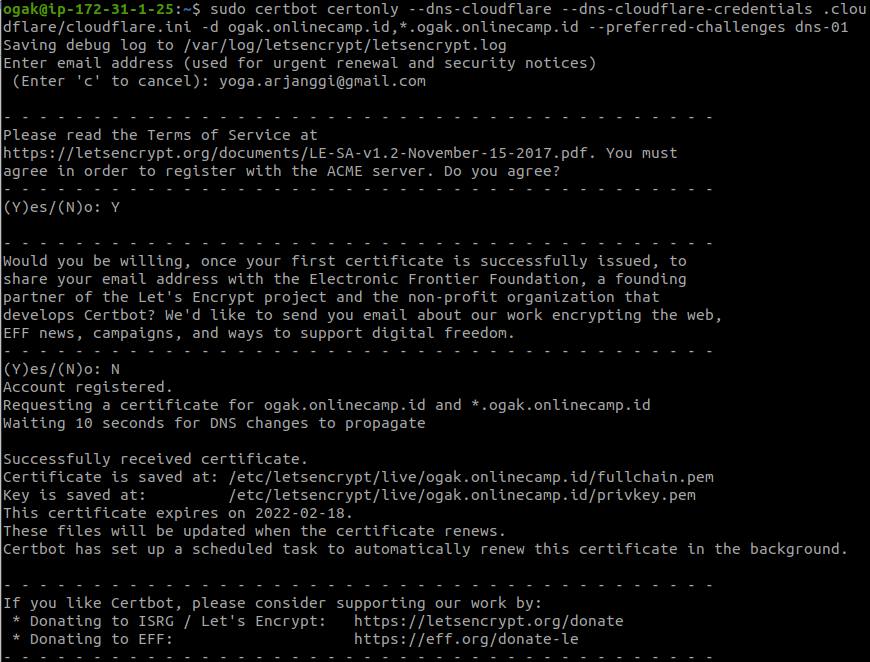 ogak@ip-172-31-1-25:~$ sudo certbot certonly --dns-cloudflare --dns-cloudflare-credentials .clou
dflare/cloudflare.ini -d ogak.onlinecamp.id,*.ogak.onlinecamp.id --preferred-challenges dns-01
Saving debug log to /var/log/letsencrypt/letsencrypt.log
Enter email address (used for urgent renewal and security notices)
 (Enter 'c' to cancel): yoga.arjanggi@gmail.com

- - - - - - - - - - - - - - - - - - - - - - - - - - - - - - - - - - - - - - - -
Please read the Terms of Service at
https://letsencrypt.org/documents/LE-SA-v1.2-November-15-2017.pdf. You must
agree in order to register with the ACME server. Do you agree?
- - - - - - - - - - - - - - - - - - - - - - - - - - - - - - - - - - - - - - - -
(Y)es/(N)o: Y

- - - - - - - - - - - - - - - - - - - - - - - - - - - - - - - - - - - - - - - -
Would you be willing, once your first certificate is successfully issued, to
share your email address with the Electronic Frontier Foundation, a founding
partner of the Let's Encrypt project and the non-profit organization that
develops Certbot? We'd like to send you email about our work encrypting the web,
EFF news, campaigns, and ways to support digital freedom.
- - - - - - - - - - - - - - - - - - - - - - - - - - - - - - - - - - - - - - - -
(Y)es/(N)o: N
Account registered.
Requesting a certificate for ogak.onlinecamp.id and *.ogak.onlinecamp.id
Waiting 10 seconds for DNS changes to propagate

Successfully received certificate.
Certificate is saved at: /etc/letsencrypt/live/ogak.onlinecamp.id/fullchain.pem
Key is saved at:         /etc/letsencrypt/live/ogak.onlinecamp.id/privkey.pem
This certificate expires on 2022-02-18.
These files will be updated when the certificate renews.
Certbot has set up a scheduled task to automatically renew this certificate in the background.

- - - - - - - - - - - - - - - - - - - - - - - - - - - - - - - - - - - - - - - -
If you like Certbot, please consider supporting our work by:
 * Donating to ISRG / Let's Encrypt:   https://letsencrypt.org/donate
 * Donating to EFF:                    https://eff.org/donate-le
- - - - - - - - - - - - - - - - - - - - - - - - - - - - - - - - - - - - - - - -